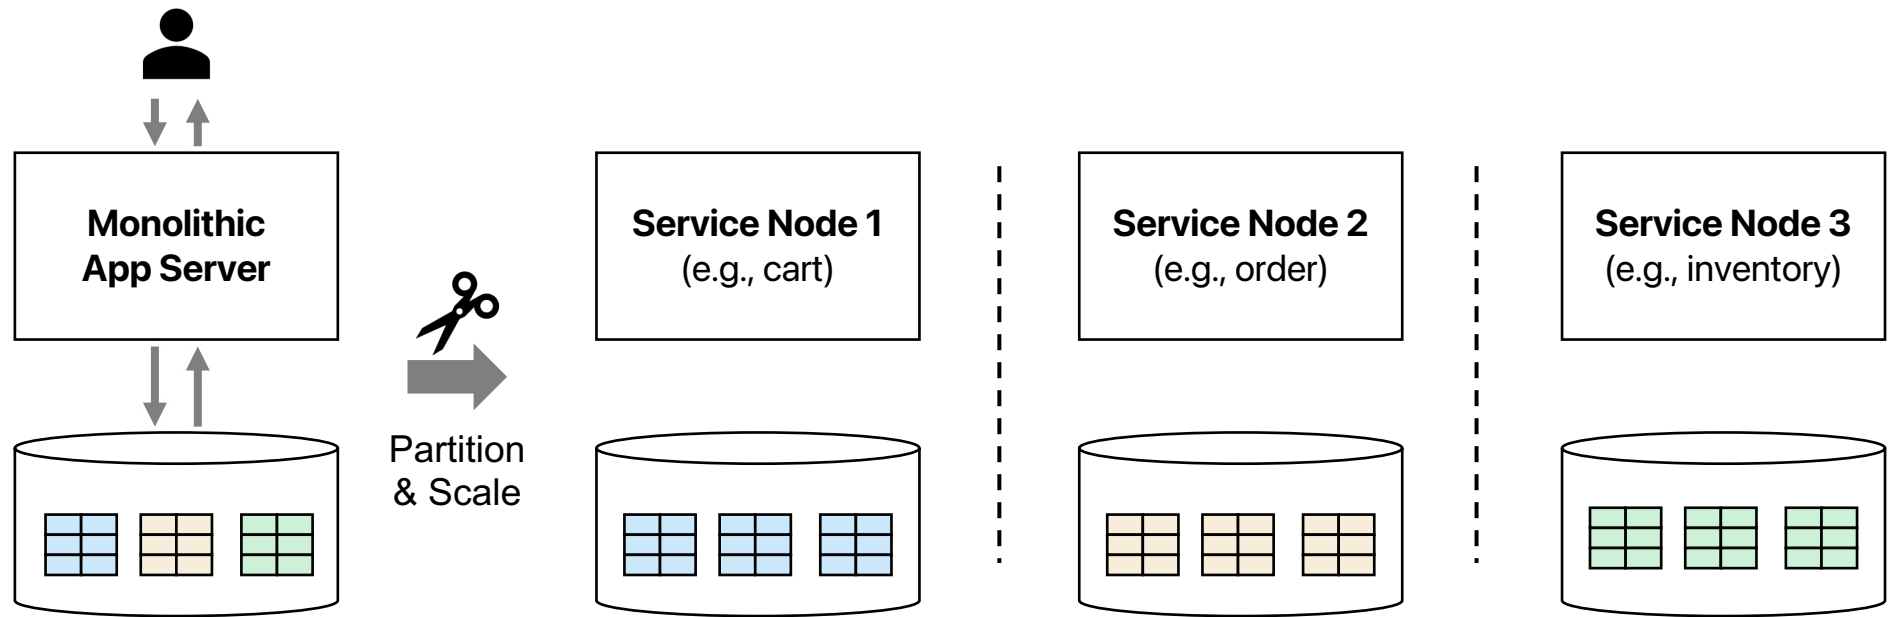 Monolithic
App Server
Partition
& Scale
Service Node 1
(e.g., cart)
Service Node 2
(e.g., order)
Service Node 3
(e.g., inventory)